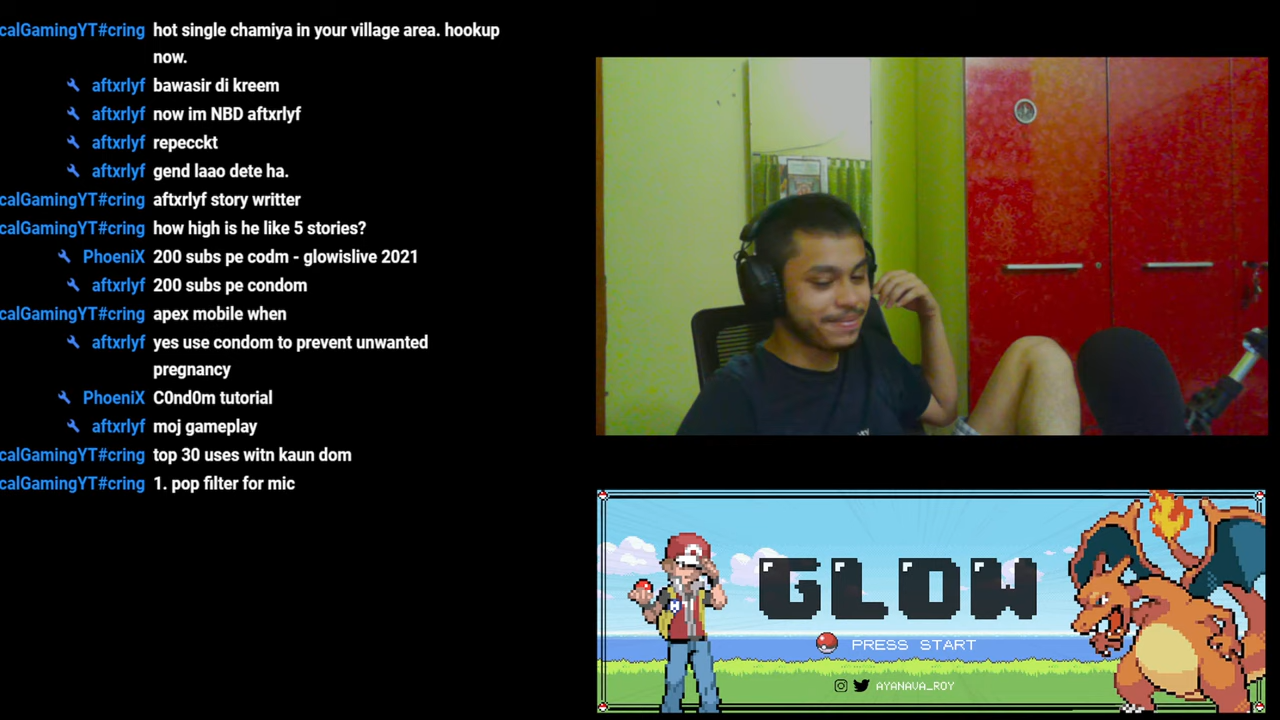 calGamingYT#cring hot single chamiya in your village area. hookup
now.
aftxrlyf bawasir di kreem
aftxrlyf now im NBD aftxrlyf
aftxrlyf repecckt
aftxrlyf gend laao dete ha.
calGamingYT#cring aftxrlyf story writter
calGamingYT#cring how high is he like 5 stories?
PhoeniX 200 subs pe codm - glowislive 2021
aftxrlyf 200 subs pe condom
calGamingYT#cring apex mobile when
aftxrlyf yes use condom to prevent unwanted
pregnancy
PhoeniX C0nd0m tutorial
aftxrlyf moj gameplay
calGamingYT#cring top 30 uses witn kaun dom
calGamingYT#cring 1. pop filter for mic
GLOW
PRESS START
AYANAVA_ROY